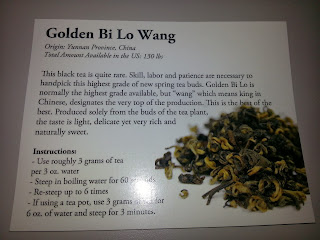 Golden Bi Lo Wang
Origin: Yunnan Province, China
Total Amount Available in the US: 130 lbs
This black tea is quite rare. Skill, labor and patience are necessary to
handpick this highest grade of new spring tea buds. Golden Bi Lo is
normally the highest grade available, but "wang" which means king in
Chinese, designates the very top of the production. This is the best of the
best. Produced solely from the buds of the tea plant,
the taste is light, delicate yet very rich and
naturally sweet.
Instructions:
- Use roughly 3 grams of tea
per 3 oz. water
- Steep in boiling water for 60
- Re-steep up to 6 times
- If using a tea pot, use 3 grams for
6 oz. of water and steep for 3 minutes.